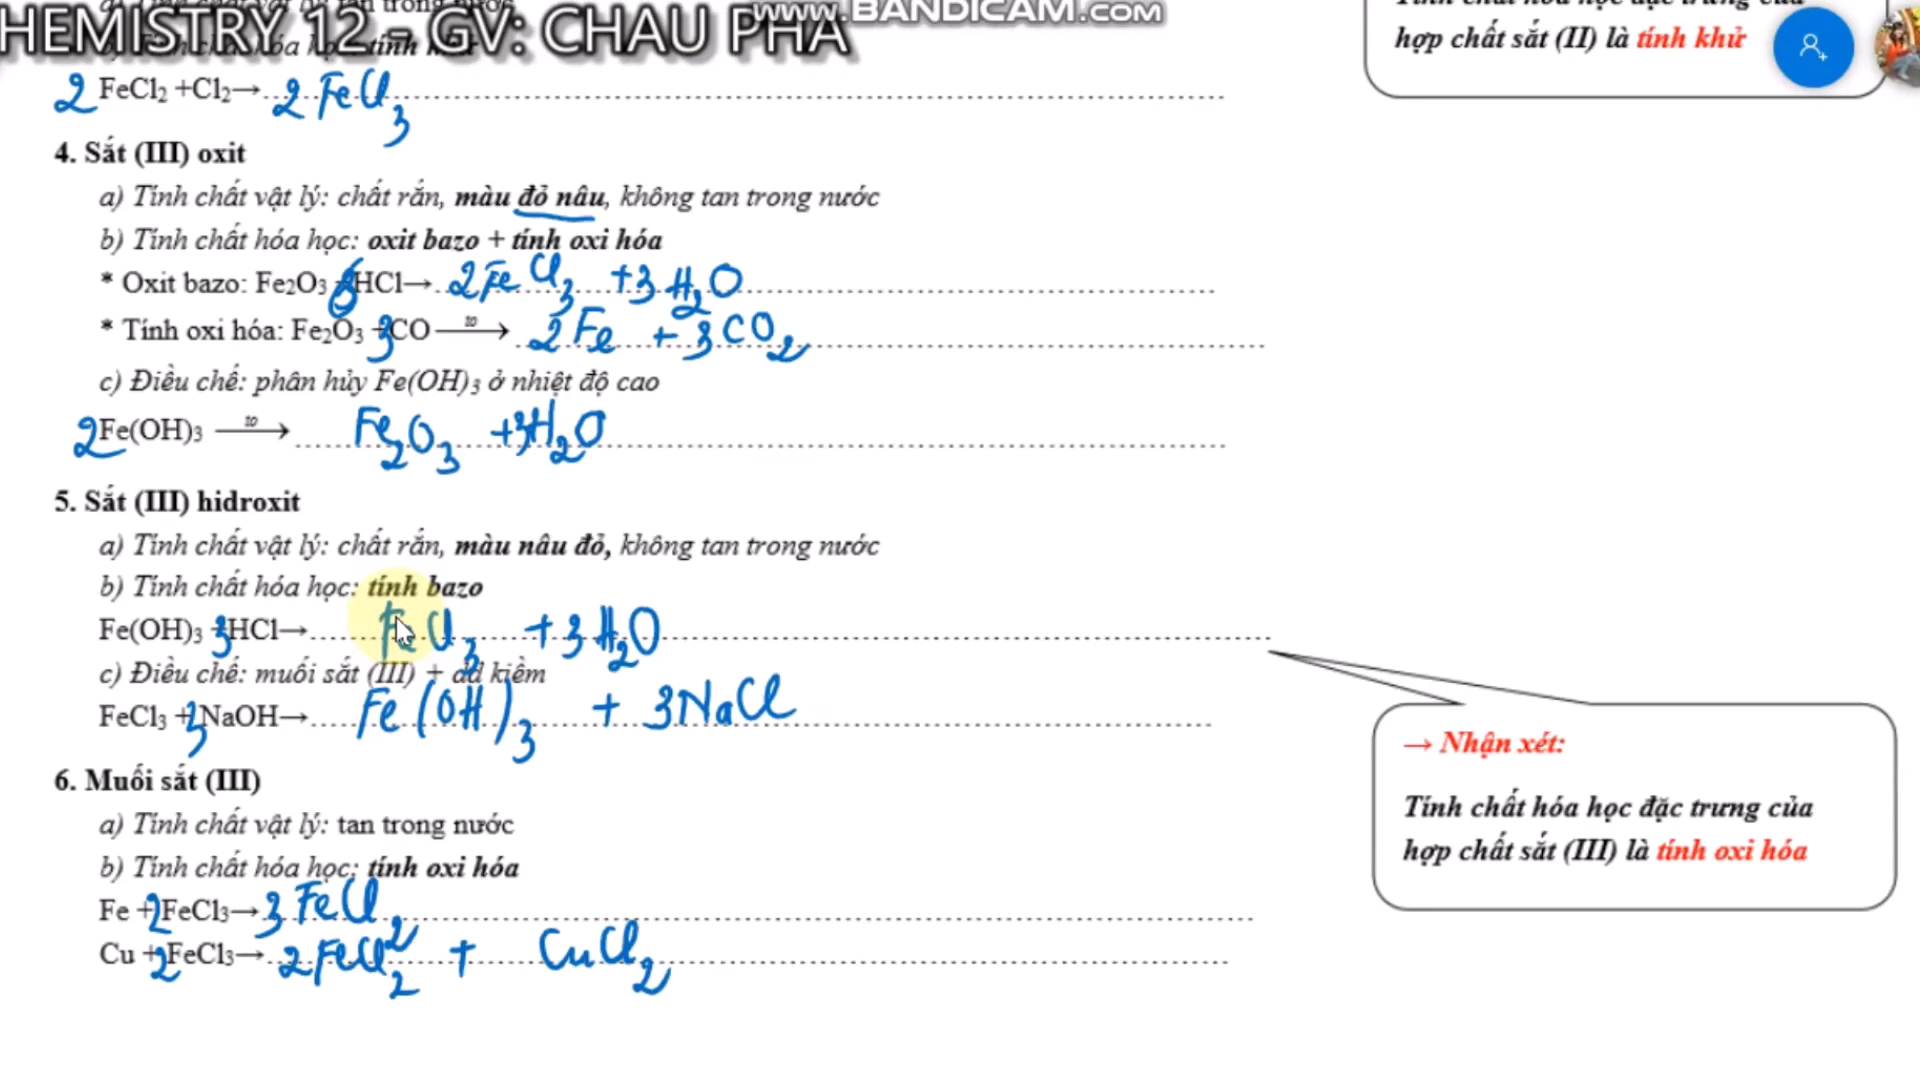 www.BANDICAM.com
HEMISTRY 12 - GV: CHAU PHA
hợp chất sắt (II) là tính khử
2 FeCl2 +Cl2→ 2 FeCl3
4. Sắt (III) oxit
a) Tính chất vật lý: chất rắn, màu đỏ nâu, không tan trong nước
b) Tính chất hóa học: oxit bazo + tính oxi hóa
* Oxit bazo: Fe2O3 + 6HCl→ 2FeCl3 + 3H2O
* Tính oxi hóa: Fe2O3 + 3CO ⟶ to 2Fe + 3CO2
c) Điều chế: phân hủy Fe(OH)3 ở nhiệt độ cao
2Fe(OH)3 ⟶ to Fe2O3 + 3H2O
5. Sắt (III) hidroxit
a) Tính chất vật lý: chất rắn, màu nâu đỏ, không tan trong nước
b) Tính chất hóa học: tính bazo
Fe(OH)3 + 3HCl→ FeCl3 + 3H2O
c) Điều chế: muối sắt (III) + dd kiềm
FeCl3 + 3NaOH→ Fe(OH)3 + 3NaCl
6. Muối sắt (III)
a) Tính chất vật lý: tan trong nước
b) Tính chất hóa học: tính oxi hóa
Fe + 2FeCl3→ 3FeCl2
Cu + 2FeCl3→ 2FeCl2 + CuCl2
→ Nhận xét:
Tính chất hóa học đặc trưng của
hợp chất sắt (III) là tính oxi hóa